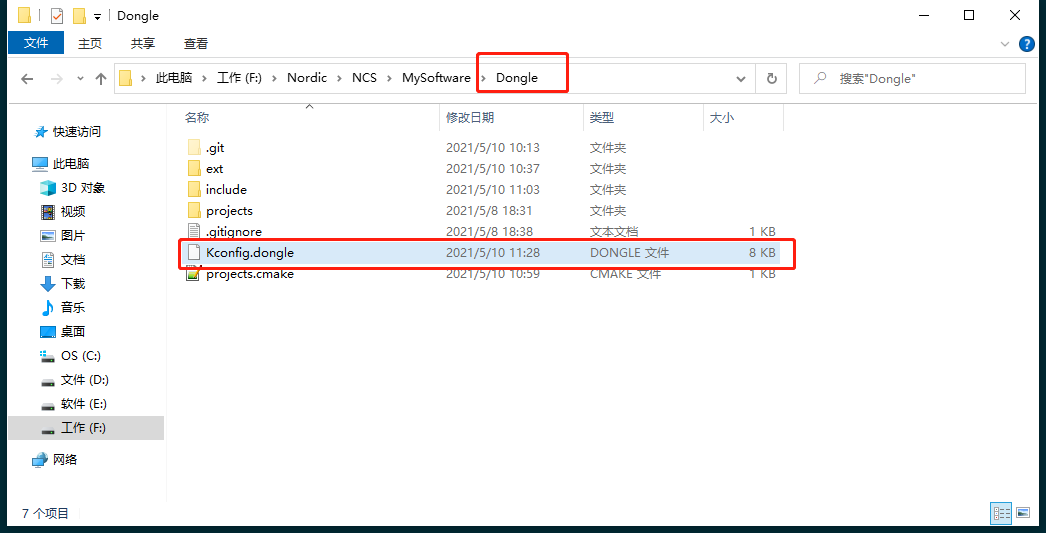 Dongle
文件 主页 共享 查看
此电脑 工作 (F:) Nordic NCS MySoftware Dongle 搜索"Dongle"
名称 修改日期 类型 大小
快速访问
此电脑
3D 对象
视频
图片
文档
下载
音乐
桌面
OS (C:)
文件 (D:)
软件 (E:)
工作 (F:)
网络
.git 2021/5/10 10:13 文件夹
ext 2021/5/10 10:37 文件夹
include 2021/5/10 11:03 文件夹
projects 2021/5/8 18:31 文件夹
.gitignore 2021/5/8 18:38 文本文档 1 KB
Kconfig.dongle 2021/5/10 11:28 DONGLE 文件 8 KB
projects.cmake 2021/5/10 10:59 CMAKE 文件 1 KB
7 个项目